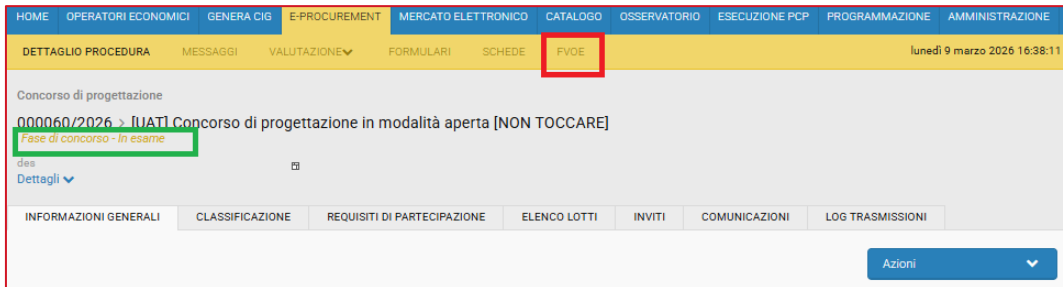 HOME OPERATORI ECONOMICI GENERA CIG E-PROCUREMENT MERCATO ELETTRONICO CATALOGO OSSERVATORIO ESECUZIONE PCP PROGRAMMAZIONE AMMINISTRAZIONE
DETTAGLIO PROCEDURA MESSAGGI VALUTAZIONE FORMULARI SCHEDE FVOE lunedì 9 marzo 2026 16:38:11
Concorso di progettazione
000060/2026 > [UAT] Concorso di progettazione in modalità aperta [NON TOCCARE]
Fase di concorso - In esame
des
Dettagli
INFORMAZIONI GENERALI CLASSIFICAZIONE REQUISITI DI PARTECIPAZIONE ELENCO LOTTI INVITI COMUNICAZIONI LOG TRASMISSIONI
Azioni